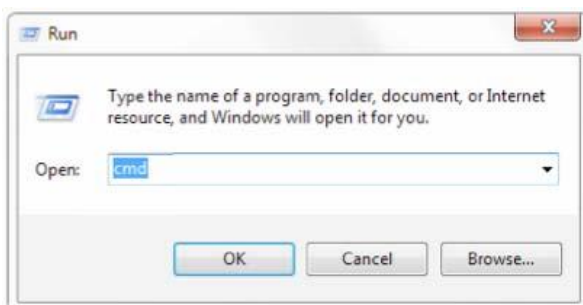 Run
Type the name of a program, folder, document, or Internet
resource, and Windows will open it for you.
Open: cmd
OK Cancel Browse...